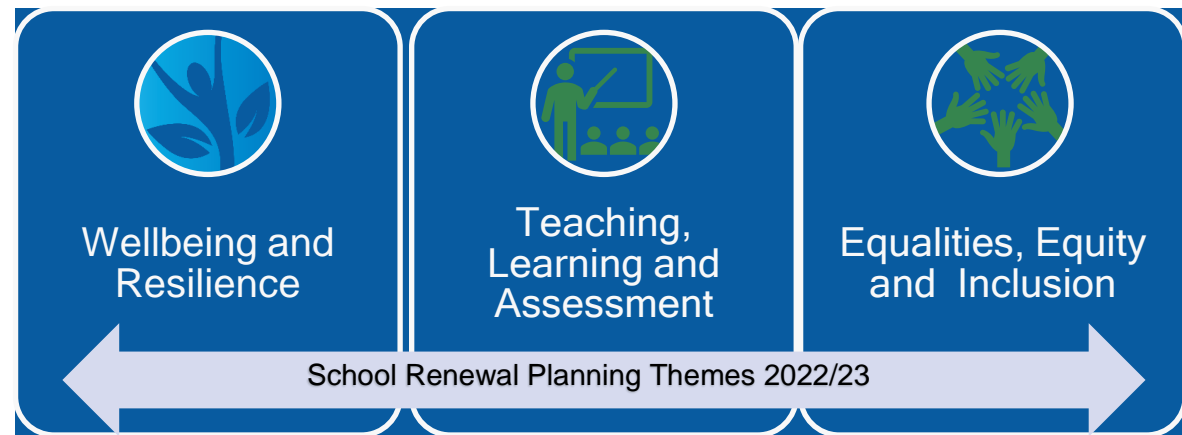 Wellbeing and
Resilience
Teaching,
Learning and
Assessment
Equalities, Equity
and  Inclusion
School Renewal Planning Themes 2022/23